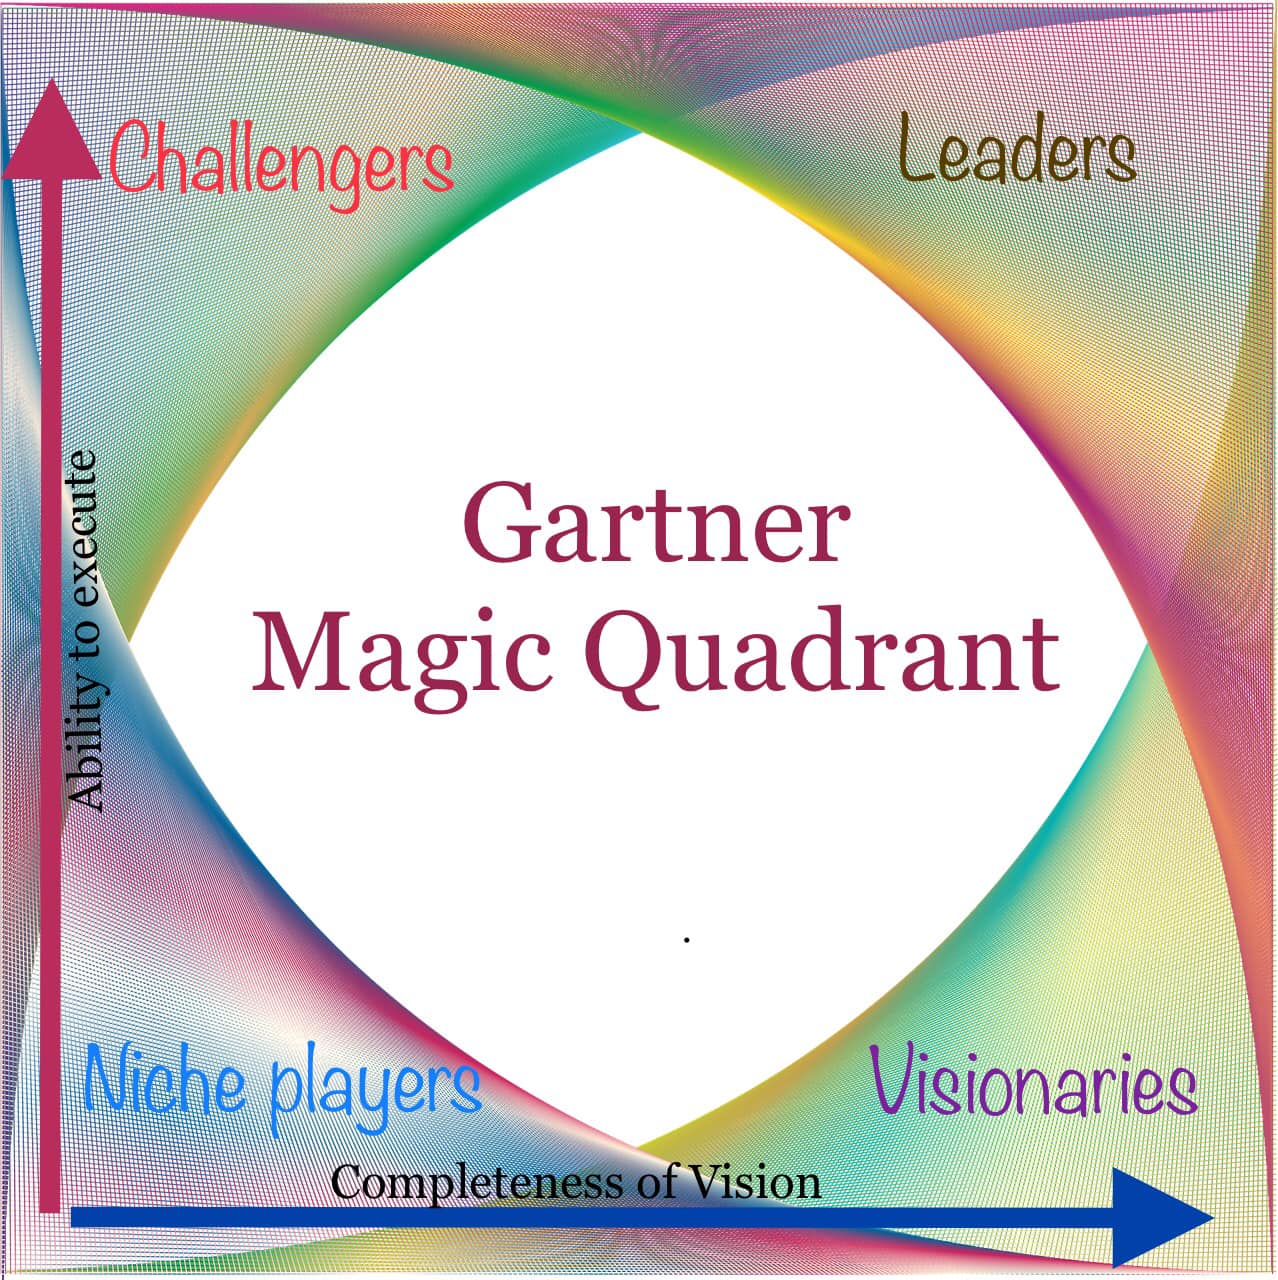 Challengers
Leaders
Ability to execute
Gartner
Magic Quadrant
.
Niche players
Visionaries
Completeness of Vision